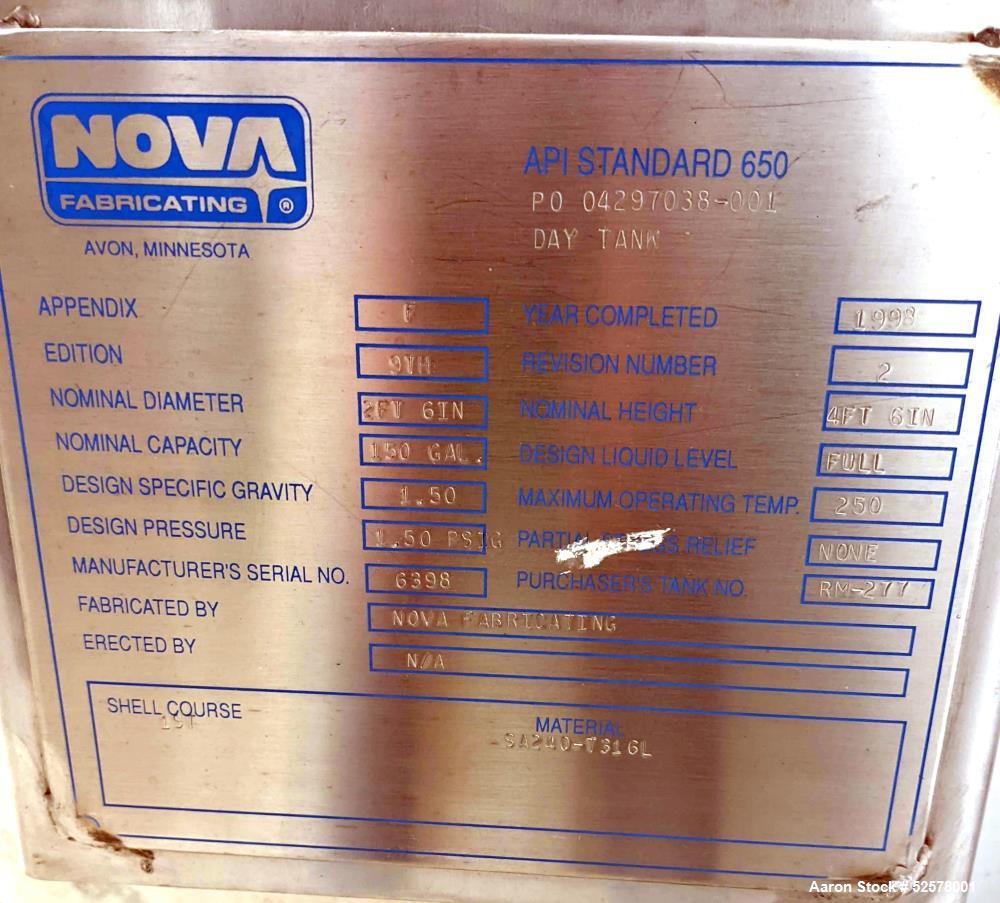 NOVA
FABRICATING ®
AVON, MINNESOTA
API STANDARD 650
PO 04297038-001
DAY TANK
APPENDIX F YEAR COMPLETED 1998
EDITION 9TH REVISION NUMBER 2
NOMINAL DIAMETER 2FT 6IN NOMINAL HEIGHT 4FT 6IN
NOMINAL CAPACITY 150 GAL. DESIGN LIQUID LEVEL FULL
DESIGN SPECIFIC GRAVITY 1.50 MAXIMUM OPERATING TEMP. 250
DESIGN PRESSURE 1.50 PSIG PARTIAL STRESS RELIEF NONE
MANUFACTURER'S SERIAL NO. 6398 PURCHASER'S TANK NO. RM-277
FABRICATED BY NOVA FABRICATING
ERECTED BY N/A
SHELL COURSE MATERIAL
1ST SA240-T316L
Aaron Stock # 52578001